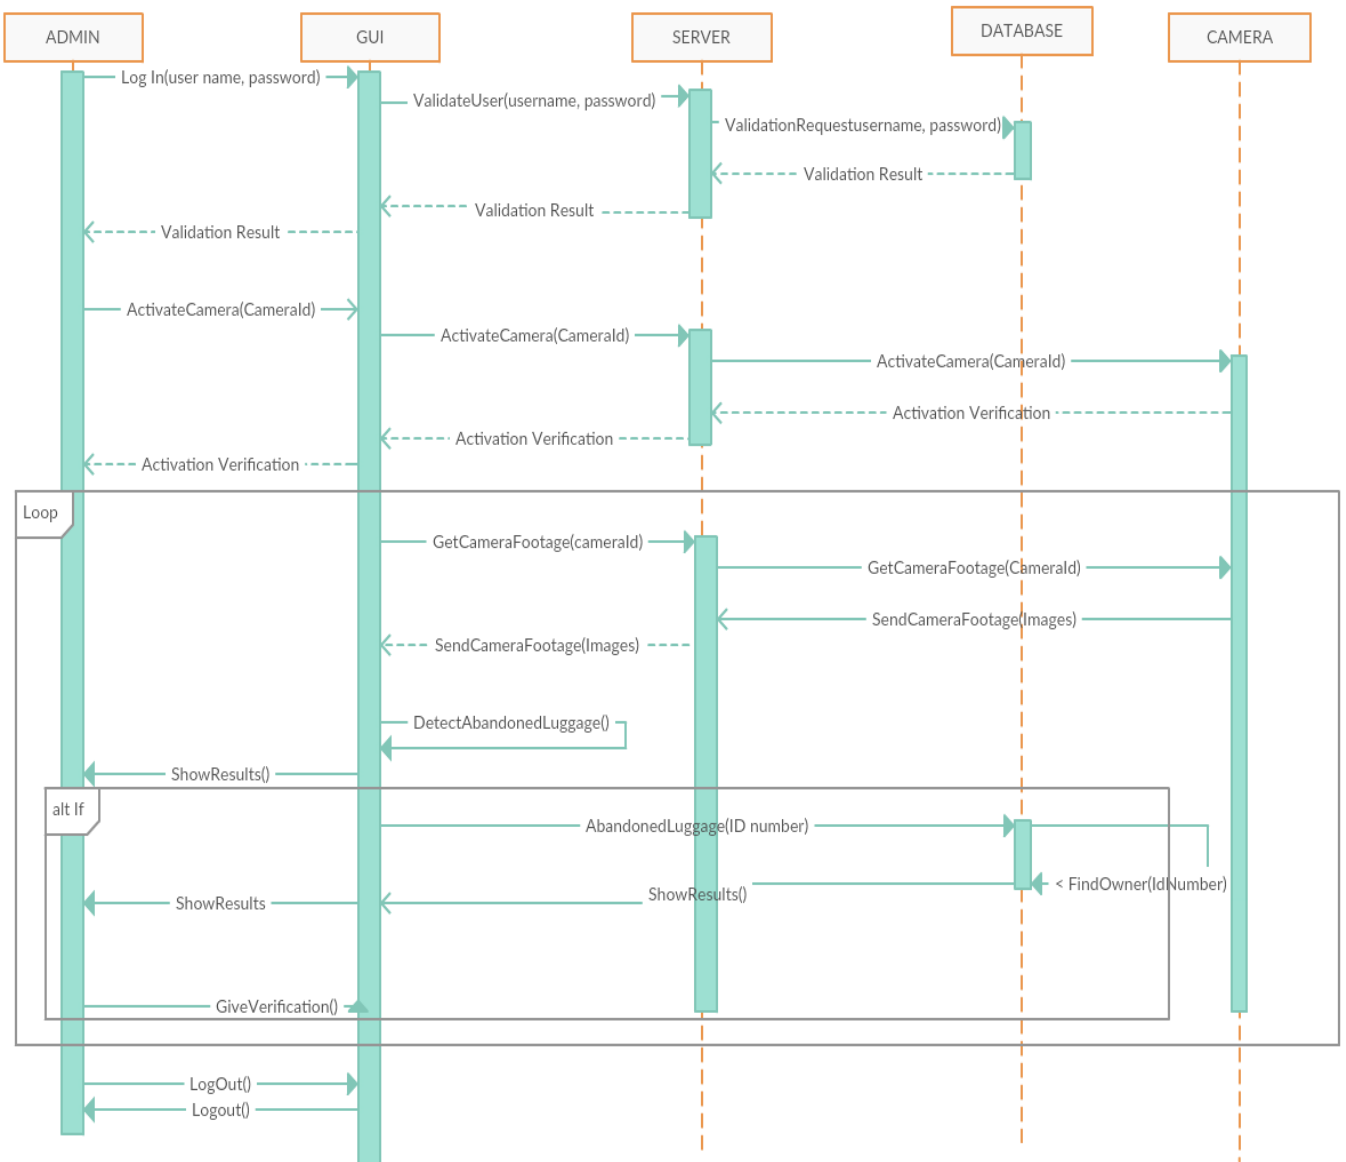 ADMIN
GUI
SERVER
DATABASE
CAMERA
Log In(user name, password)
ValidateUser(username, password)
ValidationRequestusername, password)
Validation Result
Validation Result
Validation Result
ActivateCamera(CameraId)
ActivateCamera(CameraId)
ActivateCamera(CameraId)
Activation Verification
Activation Verification
Activation Verification
Loop
GetCameraFootage(cameraId)
GetCameraFootage(CameraId)
SendCameraFootage(Images)
SendCameraFootage(Images)
DetectAbandonedLuggage()
ShowResults()
alt If
AbandonedLuggage(ID number)
< FindOwner(IdNumber)
ShowResults()
ShowResults
GiveVerification()
LogOut()
Logout()